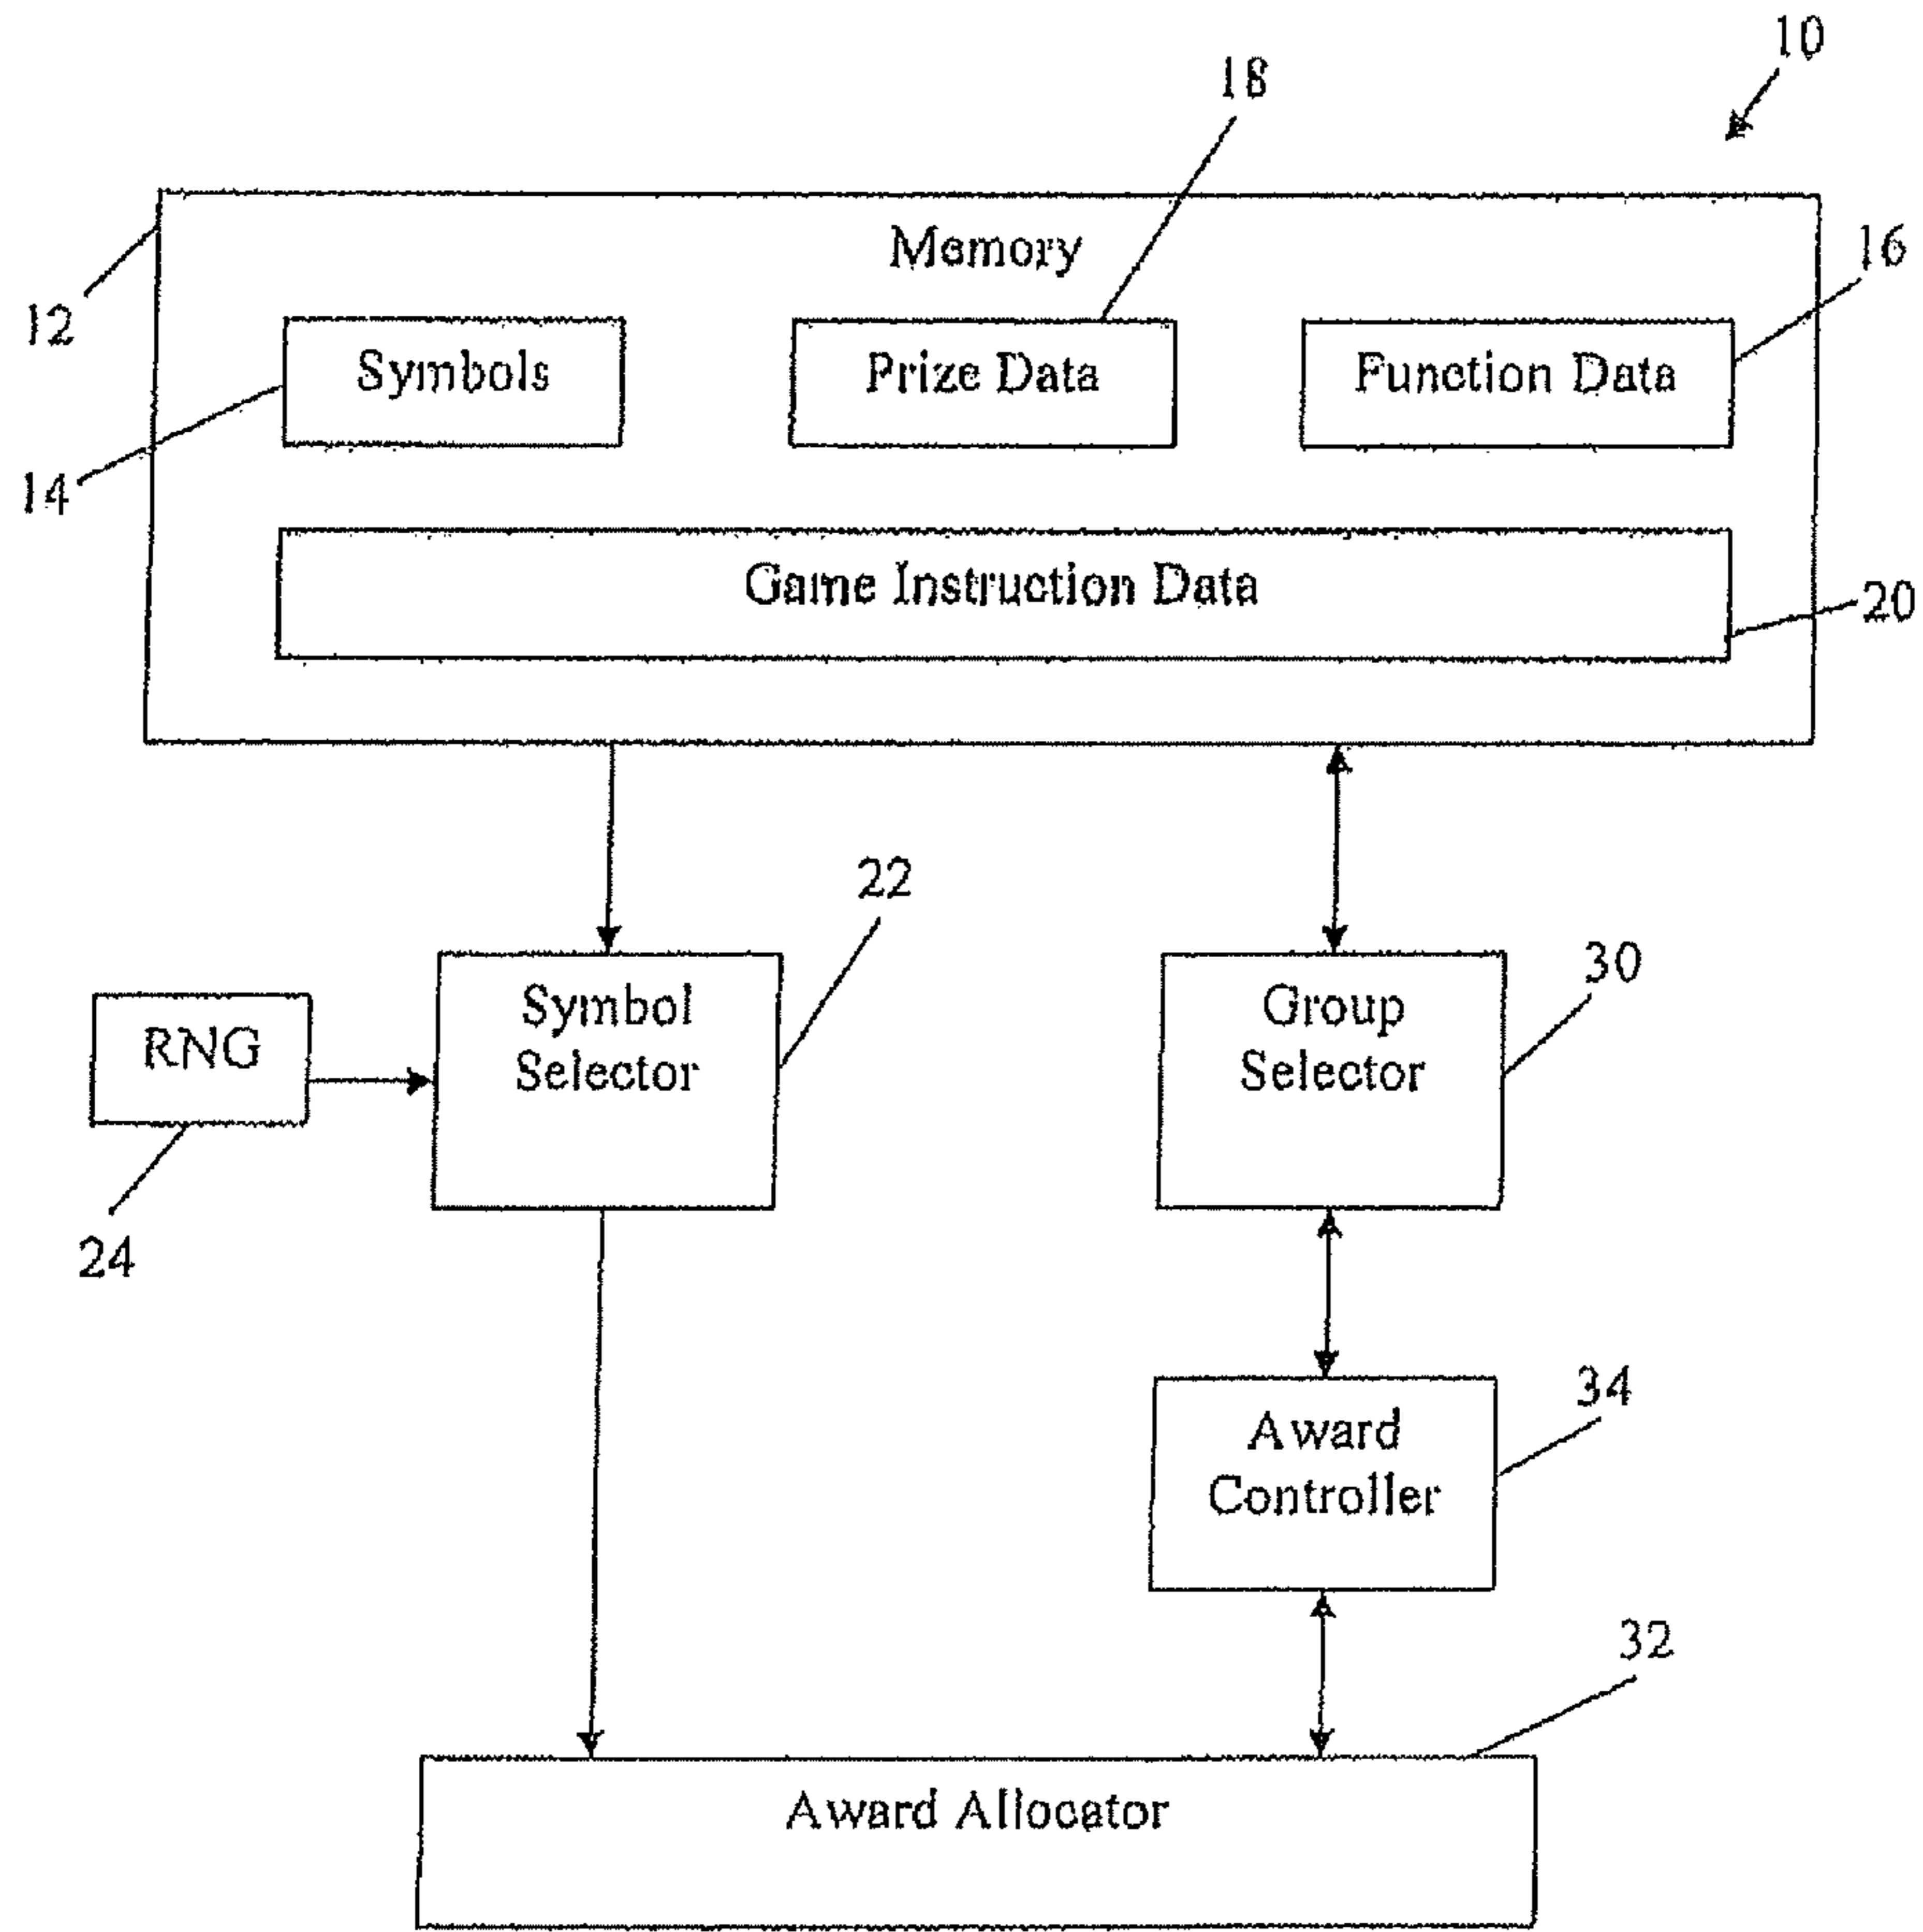 10
18
Memory
16
12
Symbols
Prize Data
Function Data
14
Game Instruction Data
20
22
30
Symbol
Selector
Group
Selector
RNG
24
34
Award
Controller
32
Award Allocator